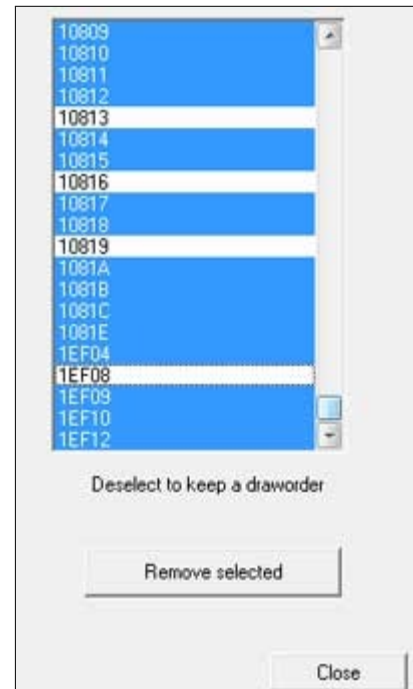 10809
10810
10811
10812
10813
10814
10815
10816
10817
10818
10819
1081A
1081B
1081C
1081E
1EF04
1EF08
1EF09
1EF10
1EF12
Deselect to keep a draworder
Remove selected
Close